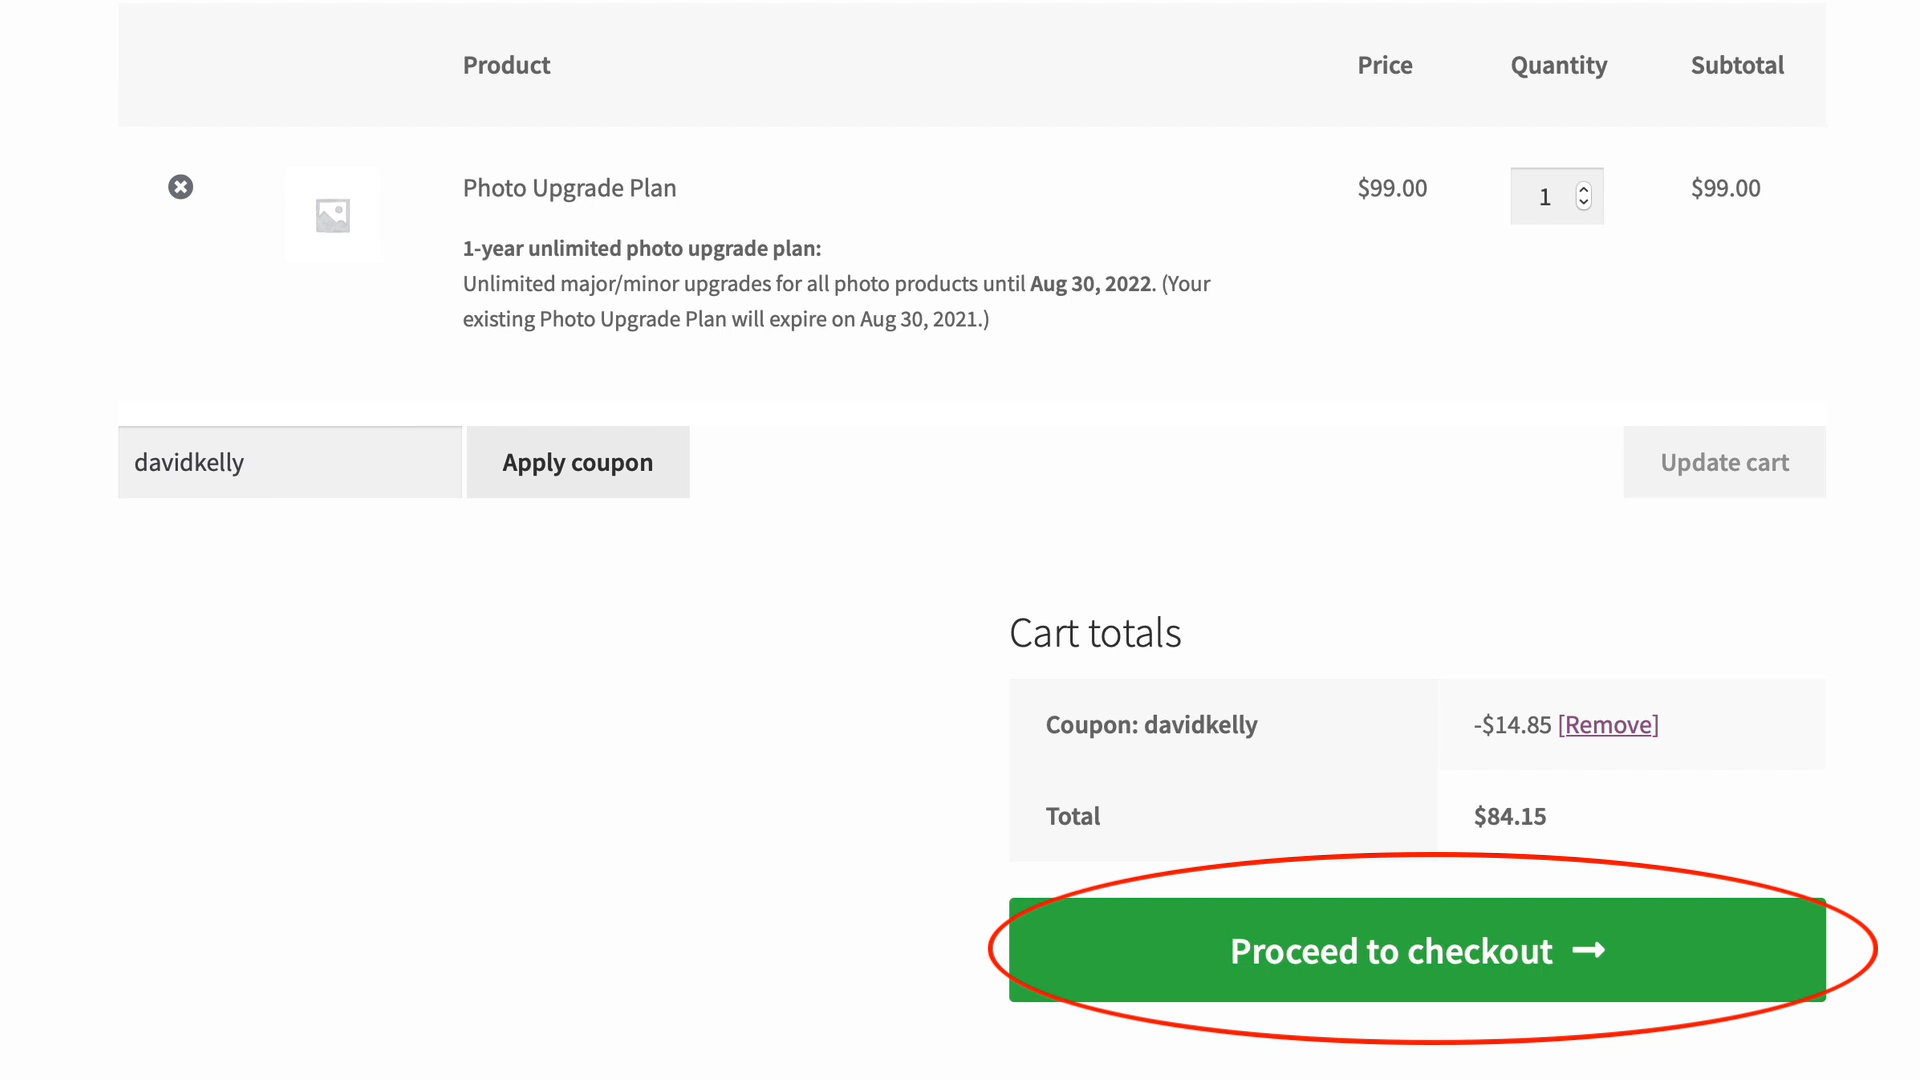 Product Price Quantity Subtotal
Photo Upgrade Plan $99.00 1 $99.00
1-year unlimited photo upgrade plan:
Unlimited major/minor upgrades for all photo products until Aug 30, 2022. (Your
existing Photo Upgrade Plan will expire on Aug 30, 2021.)
davidkelly Apply coupon Update cart
Cart totals
Coupon: davidkelly -$14.85 [Remove]
Total $84.15
Proceed to checkout →